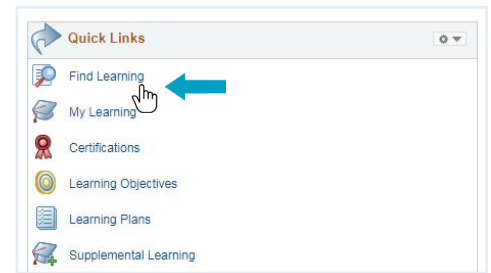 Quick Links
Find Learning
My Learning
Certifications
Learning Objectives
Learning Plans
Supplemental Learning